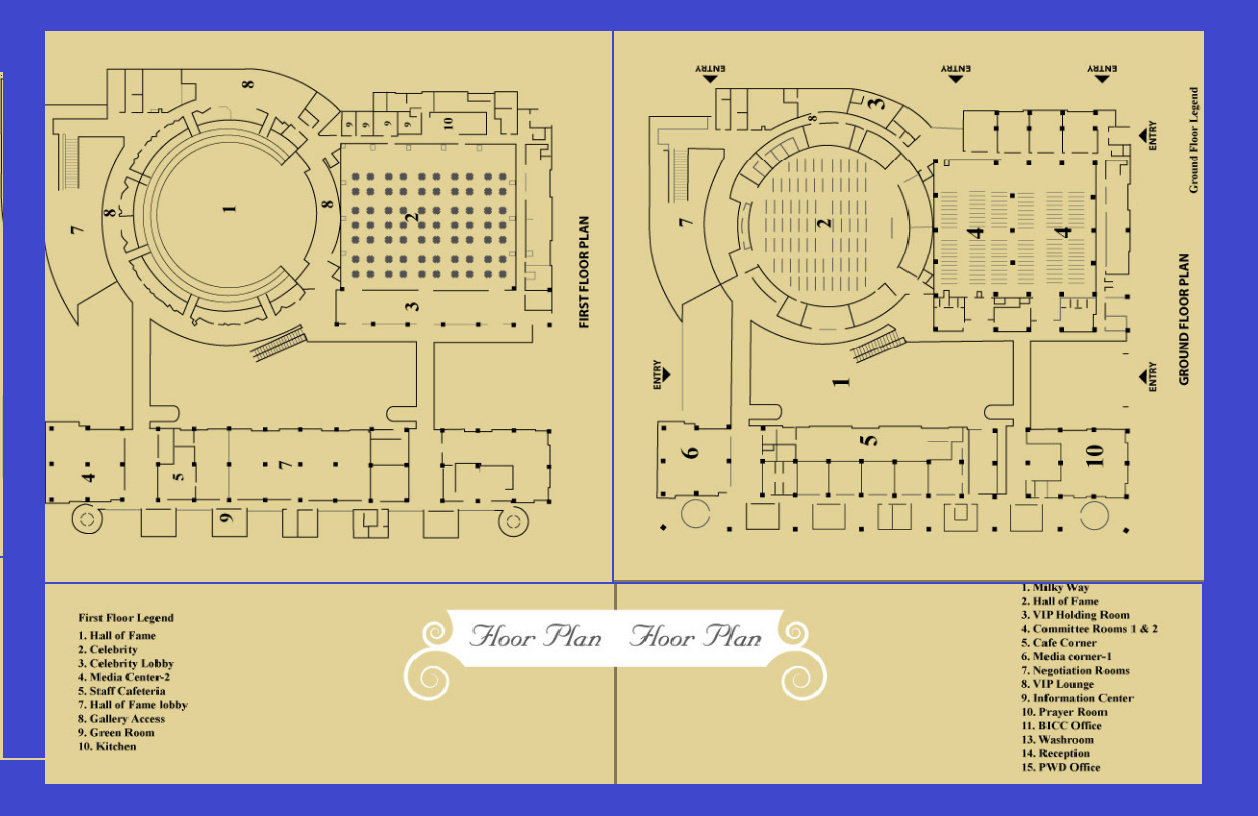 8
9
9
9
9
10
1
8
8
7
2
3
FIRST FLOOR PLAN
4
5
7
9
ENTRY
ENTRY
ENTRY
3
8
ENTRY
Ground Floor Legend
7
2
4
4
GROUND FLOOR PLAN
ENTRY
1
ENTRY
6
5
10
First Floor Legend
1. Hall of Fame
2. Celebrity
3. Celebrity Lobby
4. Media Center-2
5. Staff Cafeteria
7. Hall of Fame lobby
8. Gallery Access
9. Green Room
10. Kitchen
Floor Plan
Floor Plan
1. Milky Way
2. Hall of Fame
3. VIP Holding Room
4. Committee Rooms 1 & 2
5. Cafe Corner
6. Media corner-1
7. Negotiation Rooms
8. VIP Lounge
9. Information Center
10. Prayer Room
11. BICC Office
13. Washroom
14. Reception
15. PWD Office